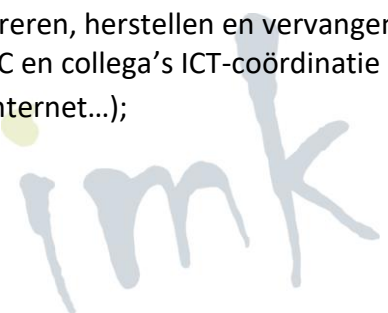 reren, herstellen en vervangen
C en collega's ICT-coördinatie
nternet…);
imk